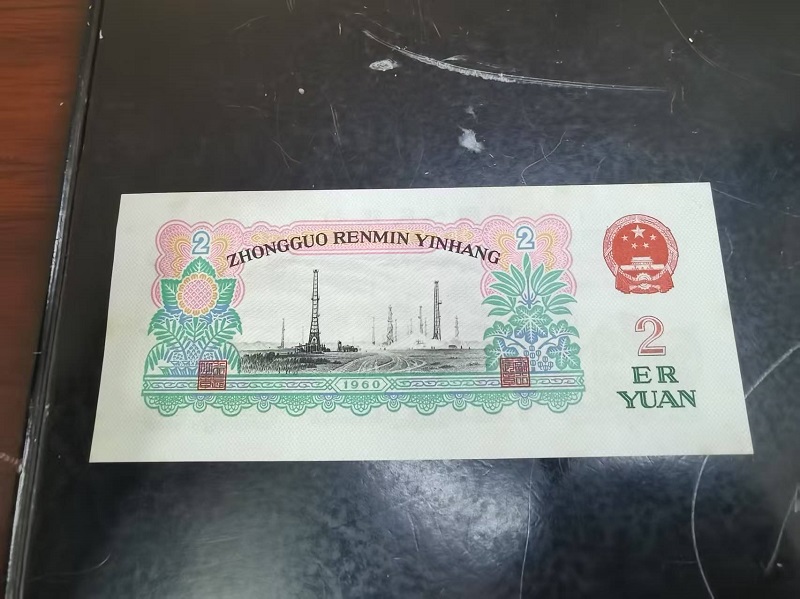 2
2
ZHONGGUO RENMIN YINHANG
1960
2
ER
YUAN